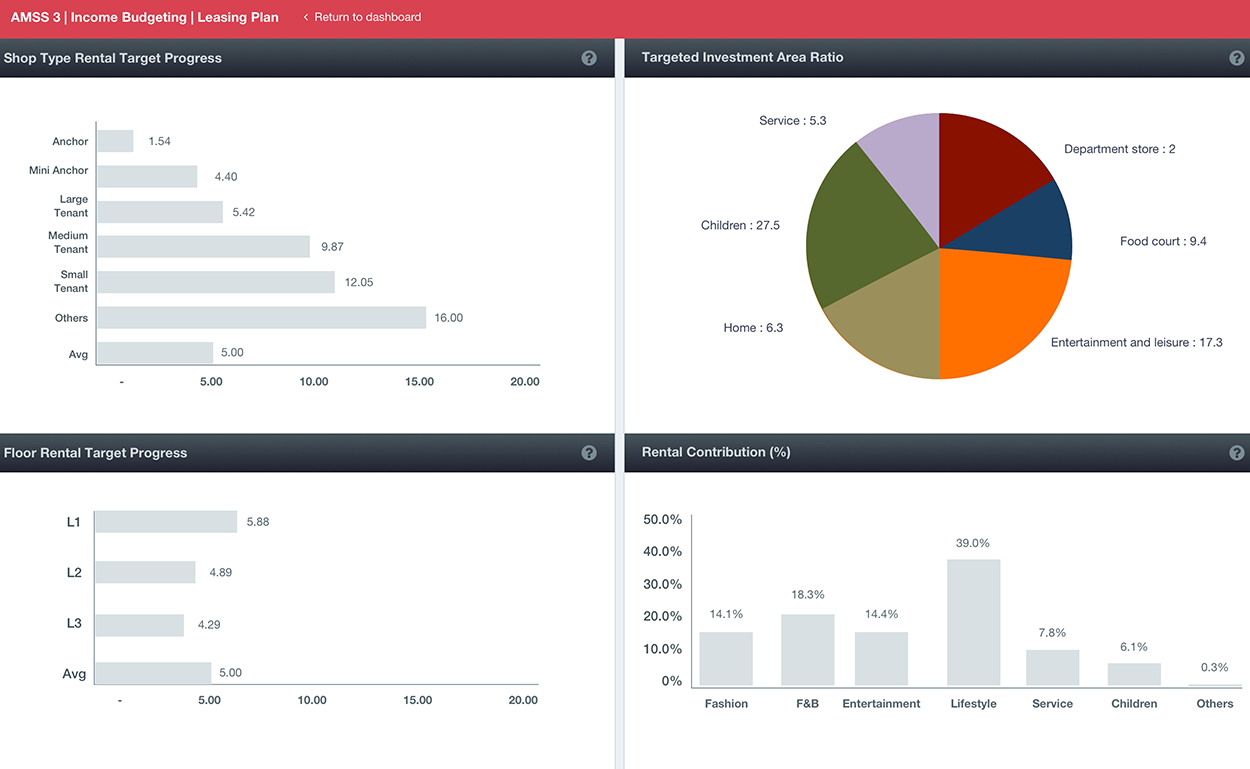 AMSS 3 | Income Budgeting | Leasing Plan
‹ Return to dashboard
Shop Type Rental Target Progress
?
Anchor
1.54
Mini Anchor
4.40
Large
Tenant
5.42
Medium
Tenant
9.87
Small
Tenant
12.05
Others
16.00
Avg
5.00
- 5.00 10.00 15.00 20.00
Targeted Investment Area Ratio
?
Service : 5.3
Department store : 2
Children : 27.5
Food court : 9.4
Home : 6.3
Entertainment and leisure : 17.3
Floor Rental Target Progress
?
L1
5.88
L2
4.89
L3
4.29
Avg
5.00
- 5.00 10.00 15.00 20.00
Rental Contribution (%)
?
50.0%
40.0%
30.0%
20.0%
10.0%
0%
14.1%
18.3%
14.4%
39.0%
7.8%
6.1%
0.3%
Fashion F&B Entertainment Lifestyle Service Children Others